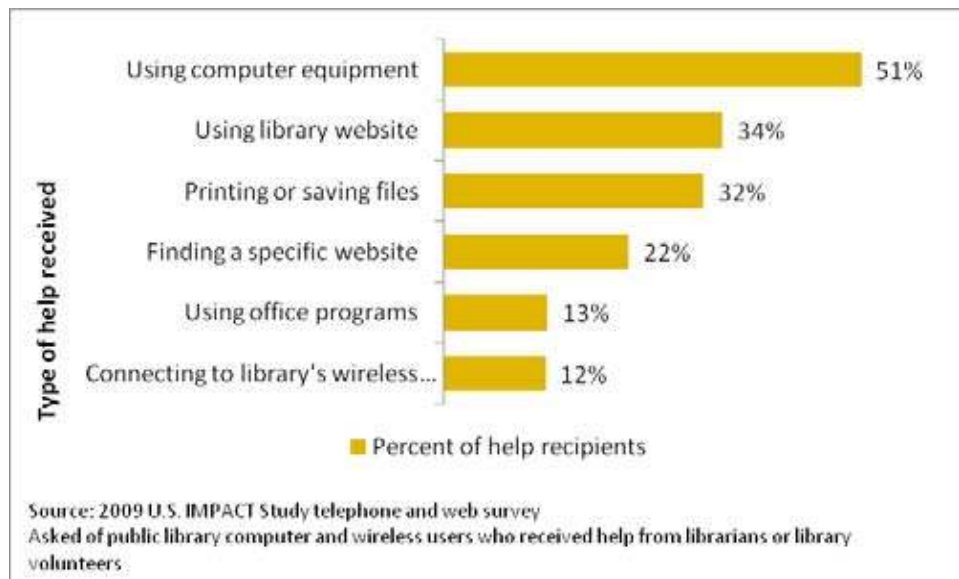 Type of help received
Using computer equipment 51%
Using library website 34%
Printing or saving files 32%
Finding a specific website 22%
Using office programs 13%
Connecting to library's wireless... 12%
Percent of help recipients
Source: 2009 U.S. IMPACT Study telephone and web survey
Asked of public library computer and wireless users who received help from librarians or library
volunteers